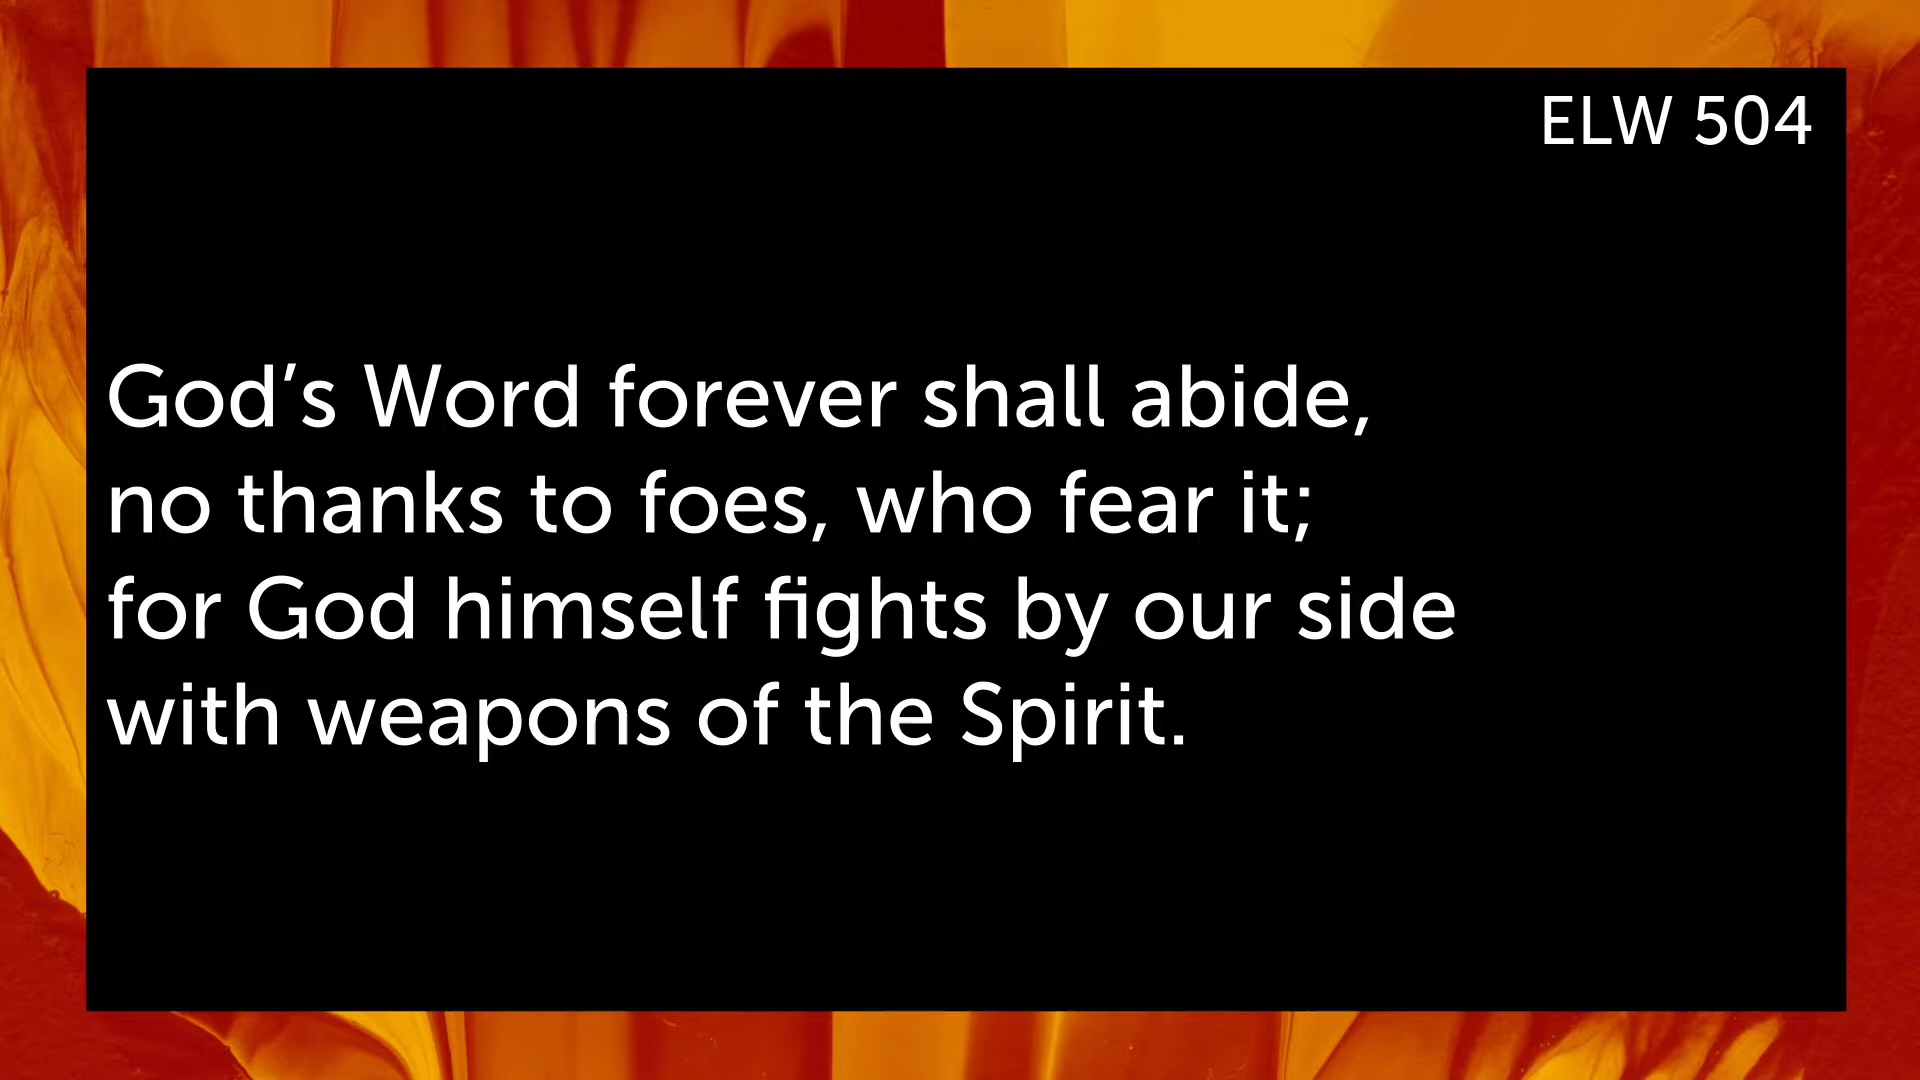 ELW 504
God’s Word forever shall abide,
no thanks to foes, who fear it;
for God himself fights by our side
with weapons of the Spirit.